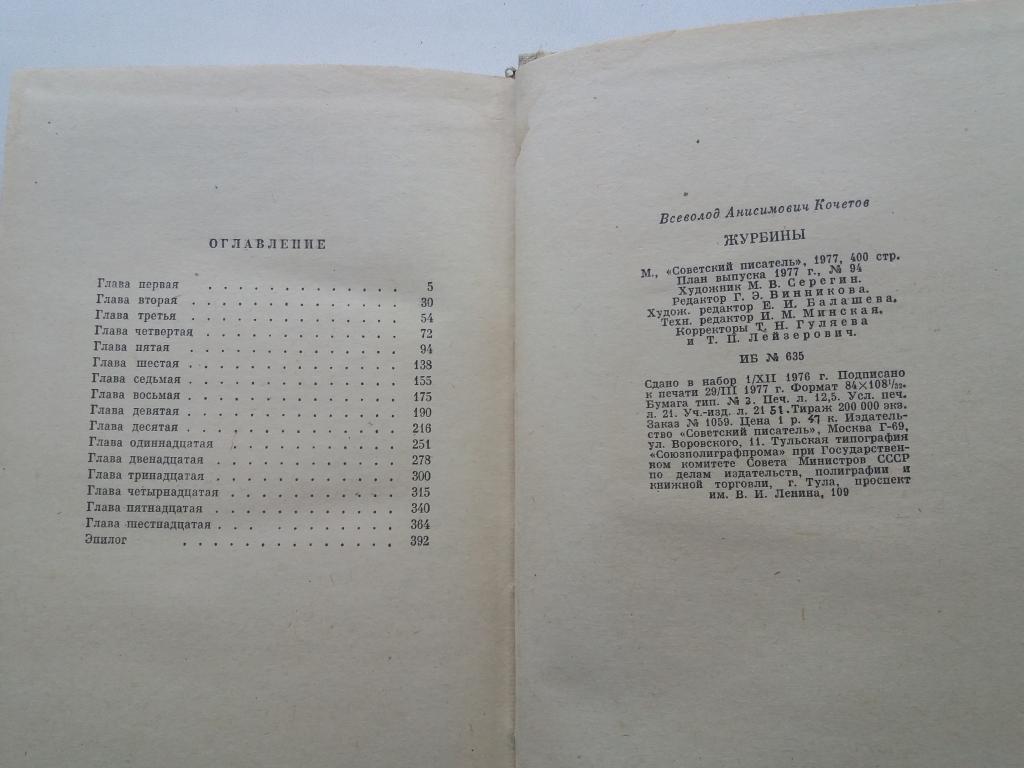 ОГЛАВЛЕНИЕ
Глава первая . . . . . . . . . . . . . 5
Глава вторая . . . . . . . . . . . . . 30
Глава третья . . . . . . . . . . . . . 54
Глава четвертая . . . . . . . . . . . . . 72
Глава пятая . . . . . . . . . . . . . 94
Глава шестая . . . . . . . . . . . . . 138
Глава седьмая . . . . . . . . . . . . . 155
Глава восьмая . . . . . . . . . . . . . 175
Глава девятая . . . . . . . . . . . . . 190
Глава десятая . . . . . . . . . . . . . 216
Глава одиннадцатая . . . . . . . . . . . . 251
Глава двенадцатая . . . . . . . . . . . . 278
Глава тринадцатая . . . . . . . . . . . . 300
Глава четырнадцатая . . . . . . . . . . . 315
Глава пятнадцатая . . . . . . . . . . . . 340
Глава шестнадцатая . . . . . . . . . . . . 364
Эпилог . . . . . . . . . . . . . . 392
Всеволод Анисимович Кочетов
ЖУРБИНЫ
М., «Советский писатель», 1977, 400 стр.
План выпуска 1977 г., № 94
Художник М. В. Серегин.
Редактор Г. Э. Винникова.
Худож. редактор Е. И. Балашева.
Техн. редактор И. М. Минская.
Корректоры Т. Н. Гуляева
и Т. П. Лейзерович.
ИБ № 635
Сдано в набор 1/XII 1976 г. Подписано
к печати 29/III 1977 г. Формат 84×108¹/₃₂.
Бумага тип. № 3. Печ. л. 12,5. Усл. печ.
л. 21. Уч.-изд. л. 21 51. Тираж 200 000 экз.
Заказ № 1059. Цена 1 р. 47 к. Издатель-
ство «Советский писатель», Москва Г-69,
ул. Воровского, 11. Тульская типография
«Союзполиграфпрома» при Государствен-
ном комитете Совета Министров СССР
по делам издательств, полиграфии и
книжной торговли, г. Тула, проспект
им. В. И. Ленина, 109